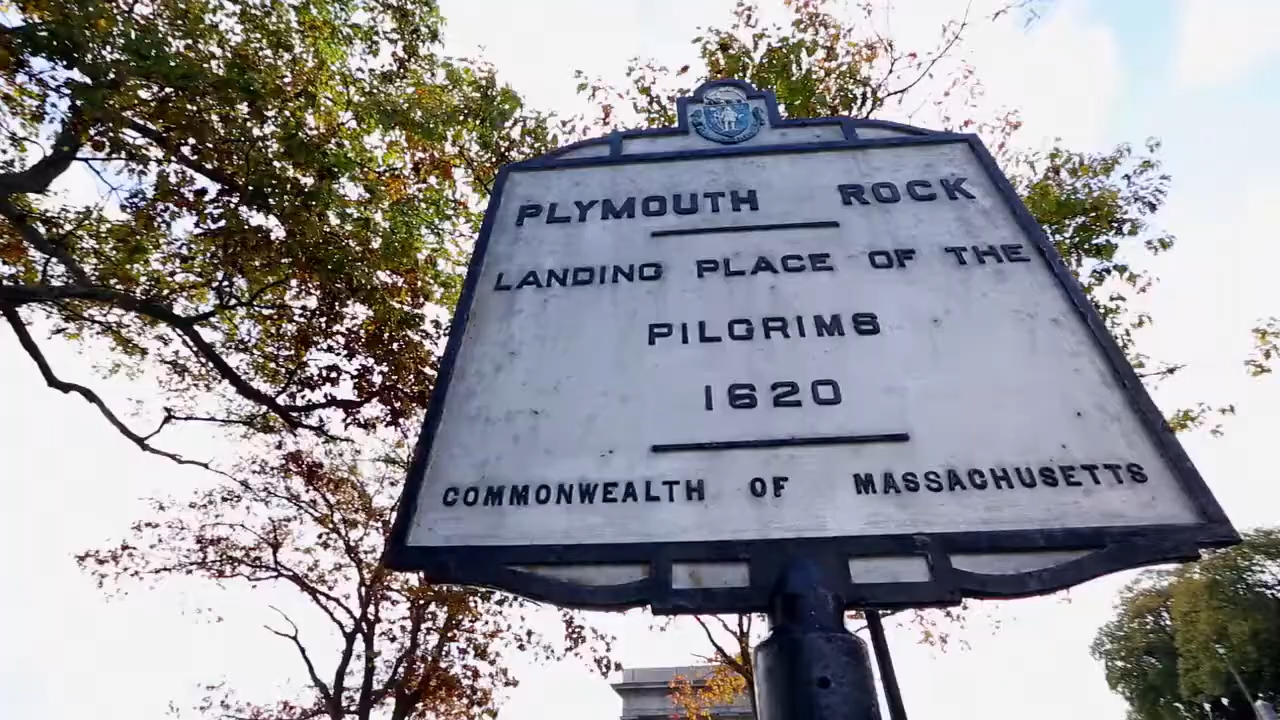 PLYMOUTH ROCK
LANDING PLACE OF THE
PILGRIMS
1620
COMMONWEALTH OF MASSACHUSETTS